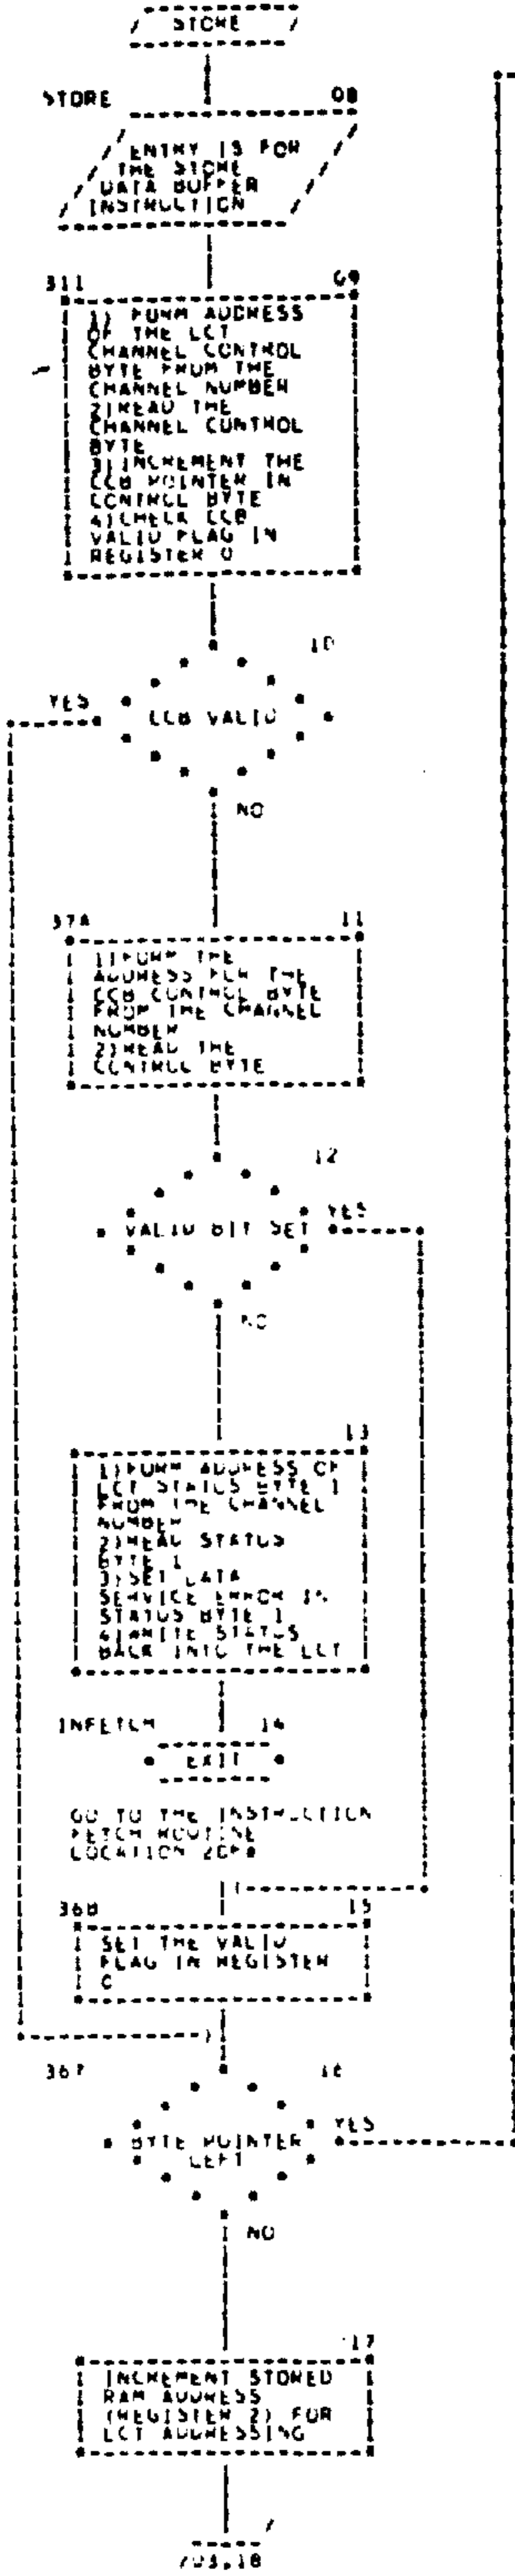 / STORE /
STORE 08
ENTRY IS FOR
THE STORE
DATA BUFFER
INSTRUCTION
311 09
1) FORM ADDRESS
OF THE LCT
CHANNEL CONTROL
BYTE FROM THE
CHANNEL NUMBER
2)READ THE
CHANNEL CONTROL
BYTE
3)INCREMENT THE
CCB POINTER IN
CONTROL BYTE
4)CHECK CCB
VALID FLAG IN
REGISTER 0
10
YES
CCB VALID
NO
37A 11
1)FORM THE
ADDRESS FOR THE
CCB CONTROL BYTE
FROM THE CHANNEL
NUMBER
2)READ THE
CONTROL BYTE
12
VALID BIT SET YES
NO
13
1)FORM ADDRESS OF
LCT STATUS BYTE 1
FROM THE CHANNEL
NUMBER
2)READ STATUS
BYTE 1
3)SET DATA
SERVICE ERROR IN
STATUS BYTE 1
4)WRITE STATUS
BACK INTO THE LCT
INFETCH 14
EXIT
GO TO THE INSTRUCTION
FETCH ROUTINE
LOCATION
36B 15
SET THE VALID
FLAG IN REGISTER
0
16
BYTE POINTER YES
LEFT
NO
17
INCREMENT STORED
RAM ADDRESS
(REGISTER 2) FOR
LCT ADDRESSING
/03,18